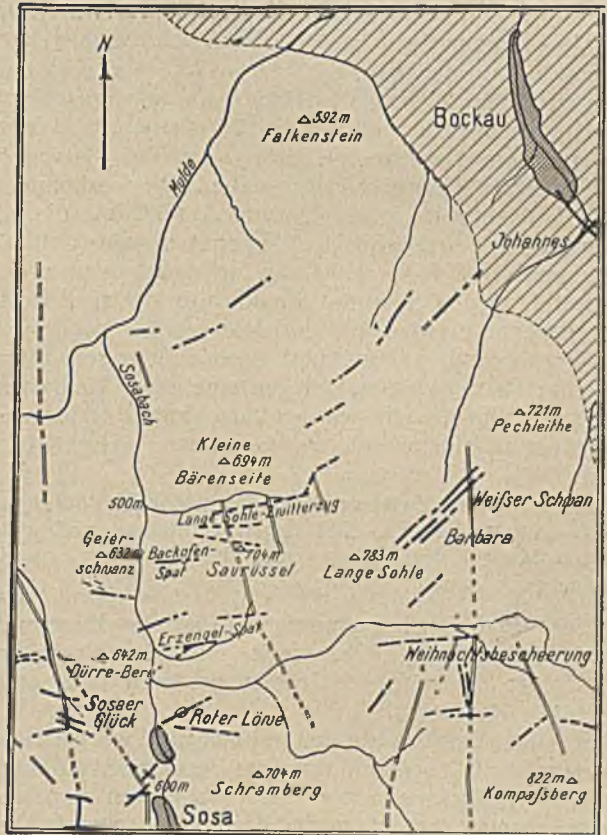 N
△592m
Falkenstein
Bockau
Mulde
Johannes
Sosabach
△721m
Pechleithe
Kleine
△694m
Bärenseite
500m
Lange Sohle-Zwitterzug
Weißer Schwan
Barbara
Geier-
△632m
schwanz
Backofen-
Spat
△704m
Saurüssel
△783m
Lange Sohle
Erzengel-Spat
Weihnachtsbescheerung
△642m
Dürre-Berg
Sosaer
Glück
Roter Löwe
600m
△704m
Schramberg
822m△
Kompaßberg
Sosa